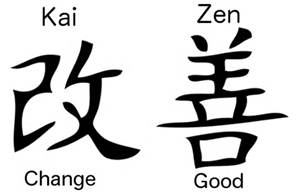 Kai Zen
改善
Change Good